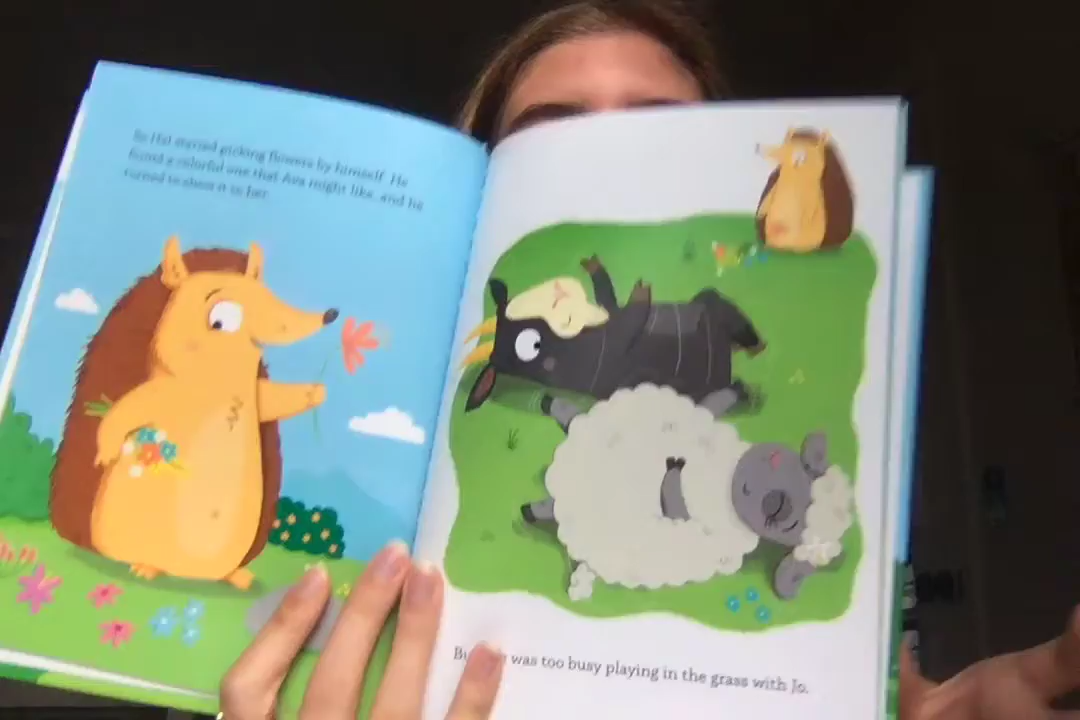 So Hal started picking flowers by himself. He
found a colorful one that Ava might like, and he
turned to show it to her.
But was too busy playing in the grass with Jo.